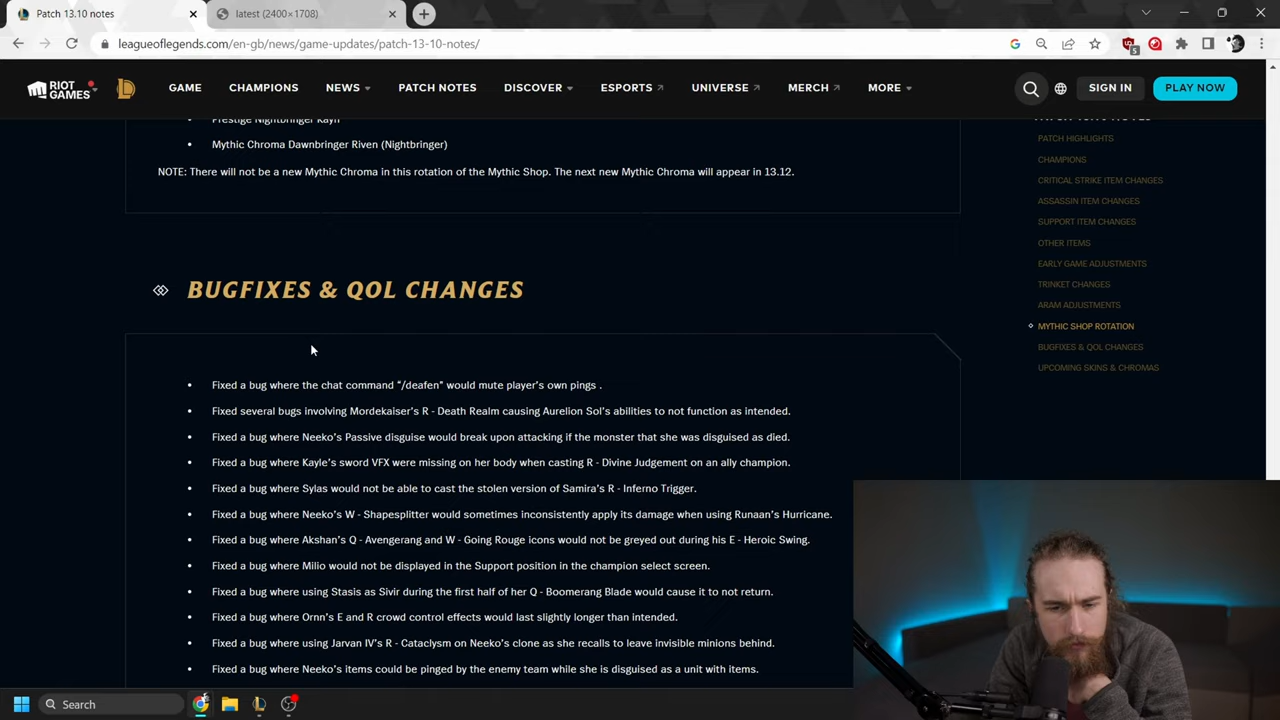 Patch 13.10 notes
latest (2400×1708)
leagueoflegends.com/en-gb/news/game-updates/patch-13-10-notes/
5
RIOT GAMES
GAME
CHAMPIONS
NEWS
PATCH NOTES
DISCOVER
ESPORTS
UNIVERSE
MERCH
MORE
SIGN IN
PLAY NOW
Prestige Nightbringer Kayn
Mythic Chroma Dawnbringer Riven (Nightbringer)
NOTE: There will not be a new Mythic Chroma in this rotation of the Mythic Shop. The next new Mythic Chroma will appear in 13.12.
BUGFIXES & QOL CHANGES
Fixed a bug where the chat command "/deafen" would mute player's own pings .
Fixed several bugs involving Mordekaiser's R - Death Realm causing Aurelion Sol's abilities to not function as intended.
Fixed a bug where Neeko's Passive disguise would break upon attacking if the monster that she was disguised as died.
Fixed a bug where Kayle's sword VFX were missing on her body when casting R - Divine Judgement on an ally champion.
Fixed a bug where Sylas would not be able to cast the stolen version of Samira's R - Inferno Trigger.
Fixed a bug where Neeko's W - Shapesplitter would sometimes inconsistently apply its damage when using Runaan's Hurricane.
Fixed a bug where Akshan's Q - Avengerang and W - Going Rouge icons would not be greyed out during his E - Heroic Swing.
Fixed a bug where Milio would not be displayed in the Support position in the champion select screen.
Fixed a bug where using Stasis as Sivir during the first half of her Q - Boomerang Blade would cause it to not return.
Fixed a bug where Ornn's E and R crowd control effects would last slightly longer than intended.
Fixed a bug where using Jarvan IV's R - Cataclysm on Neeko's clone as she recalls to leave invisible minions behind.
Fixed a bug where Neeko's items could be pinged by the enemy team while she is disguised as a unit with items.
PATCH HIGHLIGHTS
CHAMPIONS
CRITICAL STRIKE ITEM CHANGES
ASSASSIN ITEM CHANGES
SUPPORT ITEM CHANGES
OTHER ITEMS
EARLY GAME ADJUSTMENTS
TRINKET CHANGES
ARAM ADJUSTMENTS
MYTHIC SHOP ROTATION
BUGFIXES & QOL CHANGES
UPCOMING SKINS & CHROMAS
Search